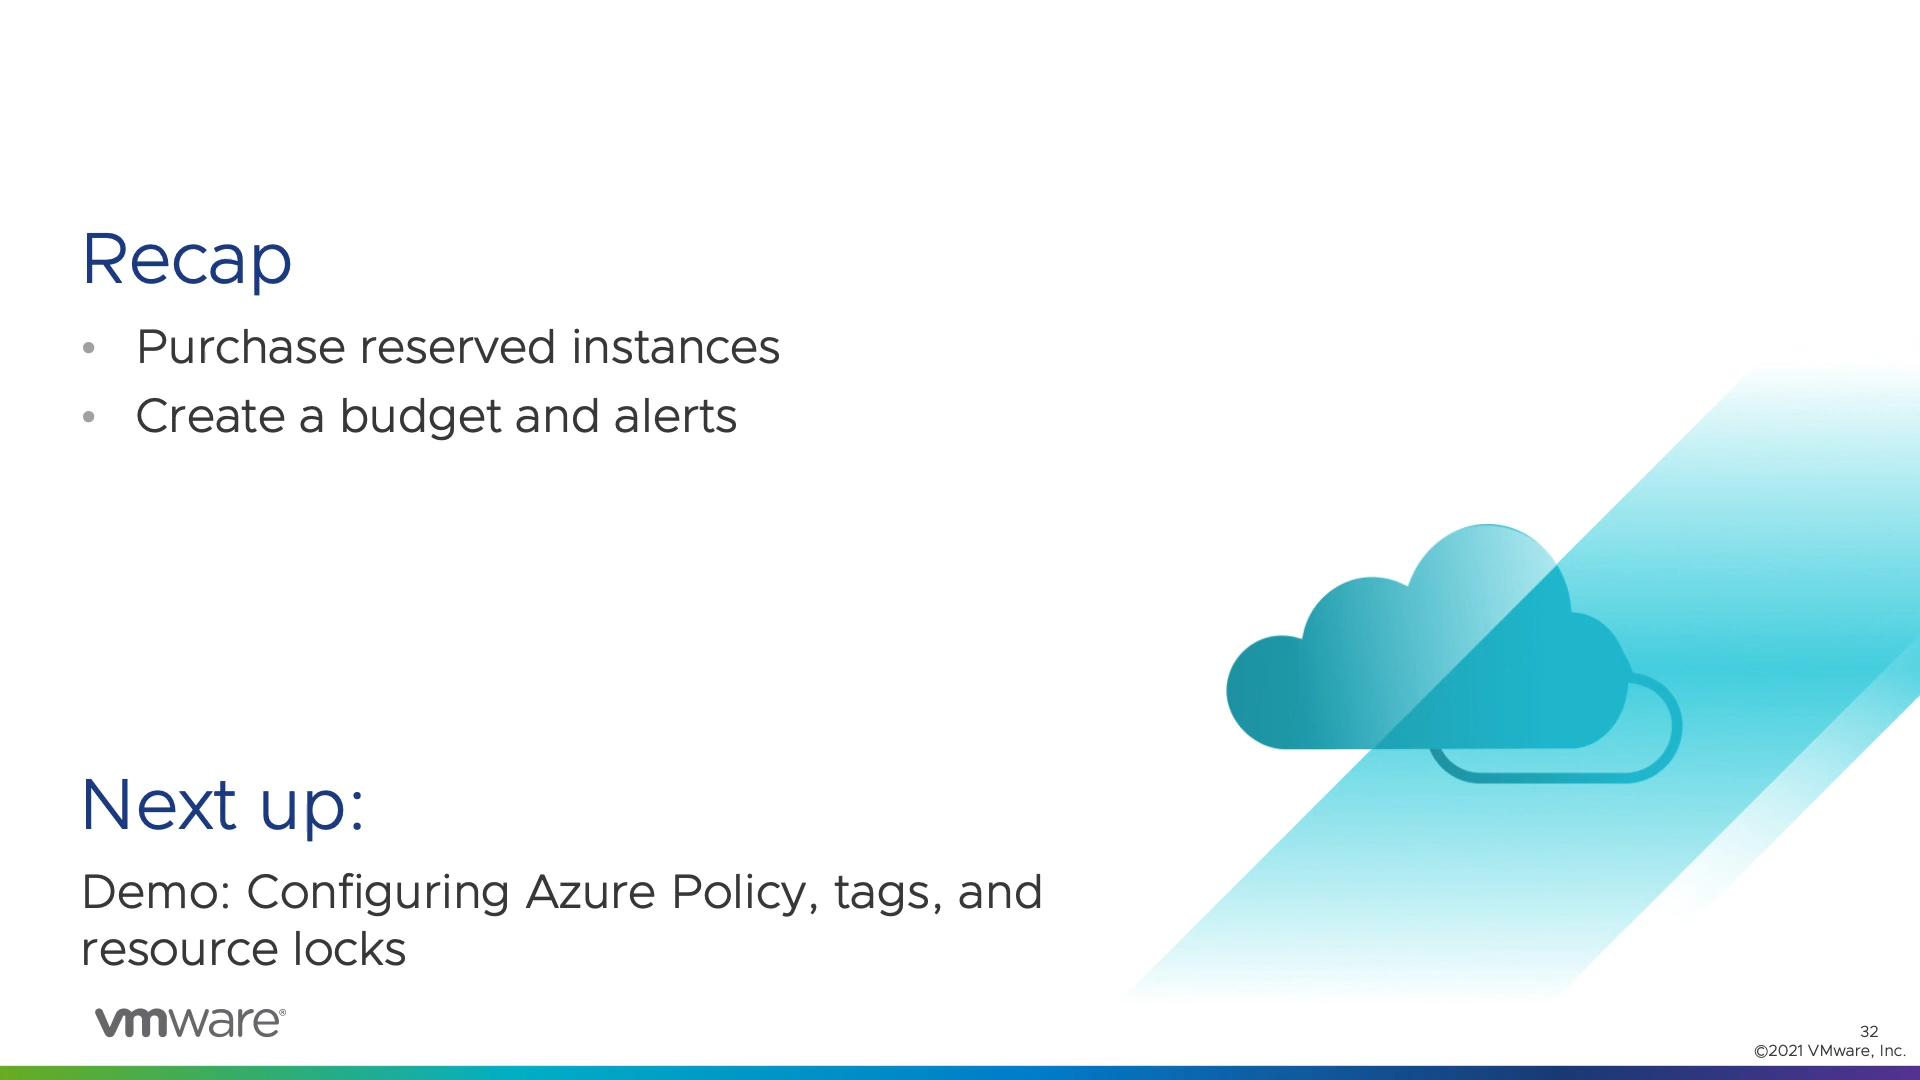 Recap
• Purchase reserved instances
• Create a budget and alerts
Next up:
Demo: Configuring Azure Policy, tags, and
resource locks
vmware®
32
©2021 VMware, Inc.